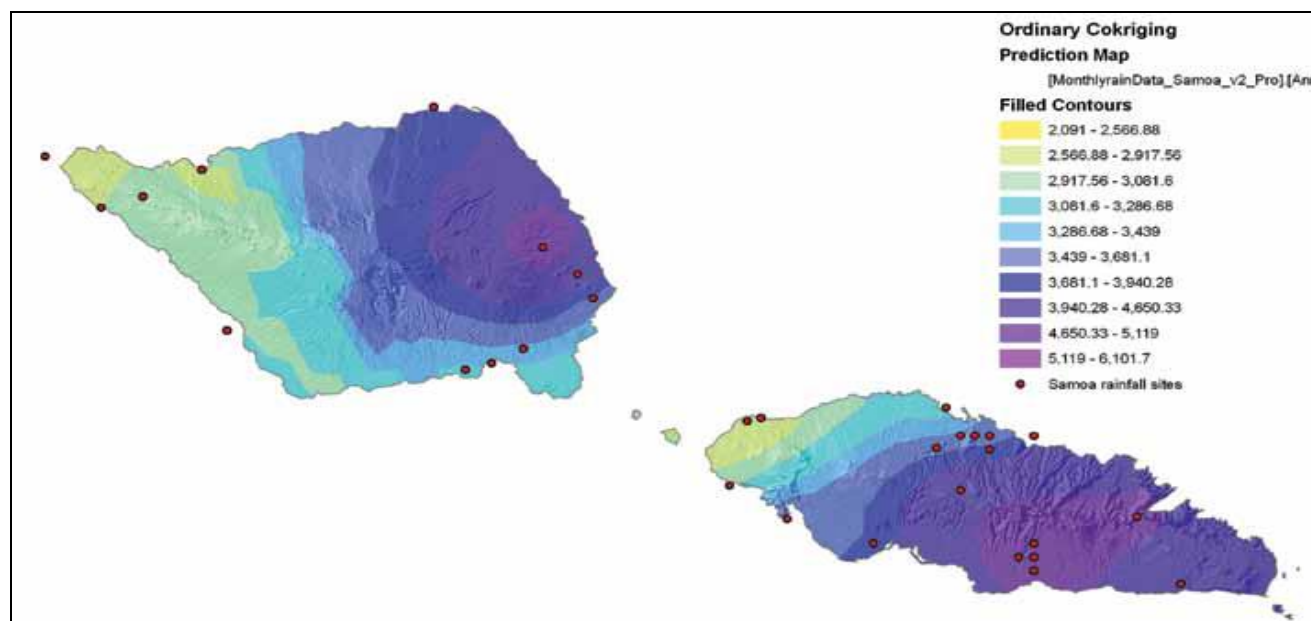 Ordinary Cokriging
Prediction Map
[MonthlyrainData_Samoa_v2_Pro].[An
Filled Contours
2,091 - 2,566.88
2,566.88 - 2,917.56
2,917.56 - 3,081.6
3,081.6 - 3,286.68
3,286.68 - 3,439
3,439 - 3,681.1
3,681.1 - 3,940.28
3,940.28 - 4,650.33
4,650.33 - 5,119
5,119 - 6,101.7
Samoa rainfall sites